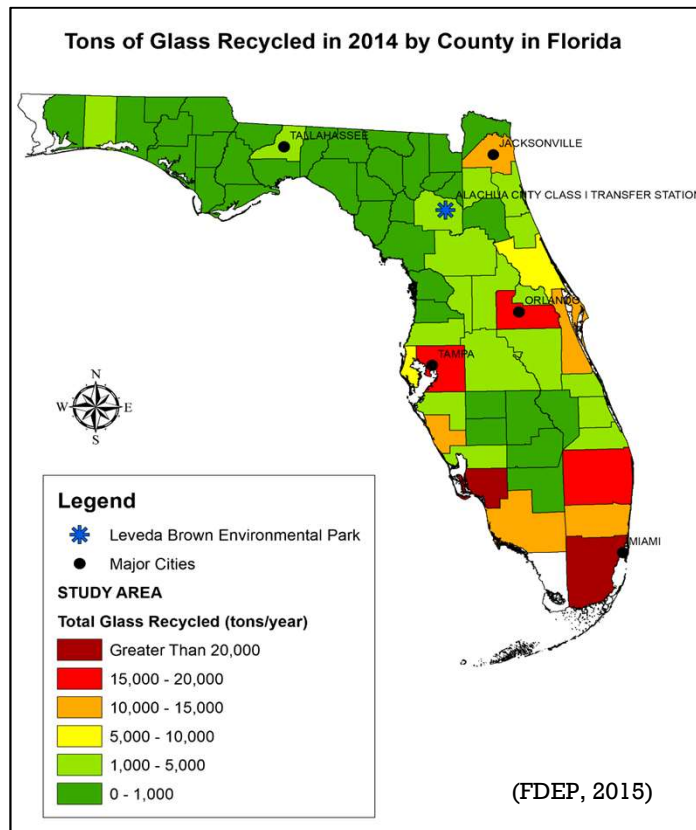 Tons of Glass Recycled in 2014 by County in Florida
TALLAHASSEE
JACKSONVILLE
ALACHUA CNTY CLASS I TRANSFER STATION
ORLANDO
TAMPA
N
W E
S
MIAMI
Legend
Leveda Brown Environmental Park
Major Cities
STUDY AREA
Total Glass Recycled (tons/year)
Greater Than 20,000
15,000 - 20,000
10,000 - 15,000
5,000 - 10,000
1,000 - 5,000
0 - 1,000
(FDEP, 2015)